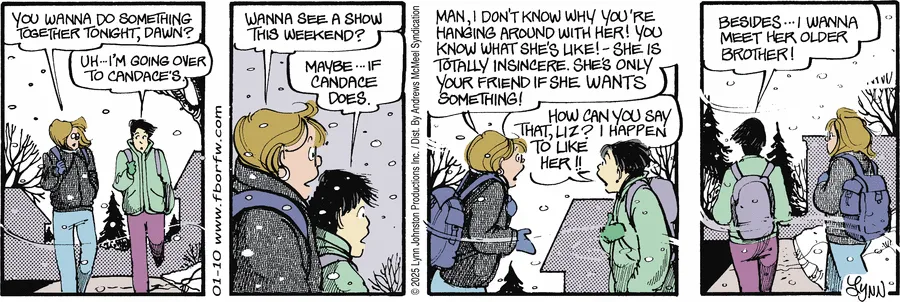 YOU WANNA DO SOMETHING
TOGETHER TONIGHT, DAWN?
UH...I'M GOING OVER
TO CANDACE'S.
01-10 www.fborfw.com
WANNA SEE A SHOW
THIS WEEKEND?
MAYBE...IF
CANDACE
DOES.
© 2025 Lynn Johnston Productions Inc. / Dist. By Andrews McMeel Syndication
MAN, I DON'T KNOW WHY YOU'RE
HANGING AROUND WITH HER! YOU
KNOW WHAT SHE'S LIKE!- SHE IS
TOTALLY INSINCERE. SHE'S ONLY
YOUR FRIEND IF SHE WANTS
SOMETHING!
HOW CAN YOU SAY
THAT, LIZ? I HAPPEN
TO LIKE
HER!!
BESIDES...I WANNA
MEET HER OLDER
BROTHER!
LYNN